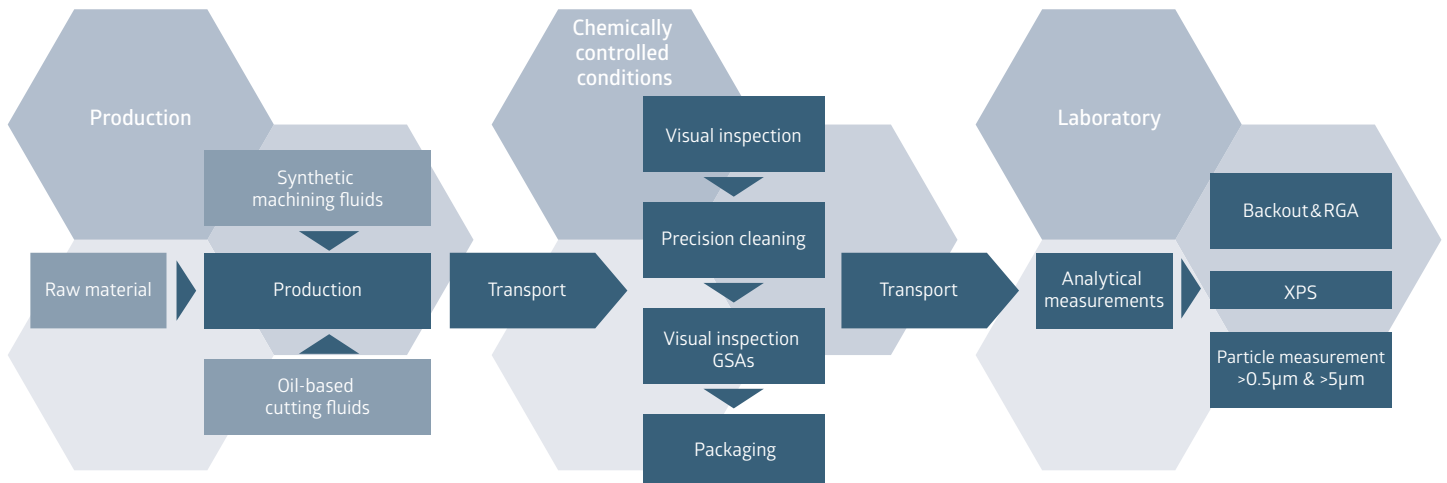 Production
Synthetic
machining fluids
Raw material
Production
Oil-based
cutting fluids
Transport
Chemically
controlled
conditions
Visual inspection
Precision cleaning
Visual inspection
GSAs
Packaging
Transport
Laboratory
Analytical
measurements
Backout&RGA
XPS
Particle measurement
>0.5µm & >5µm